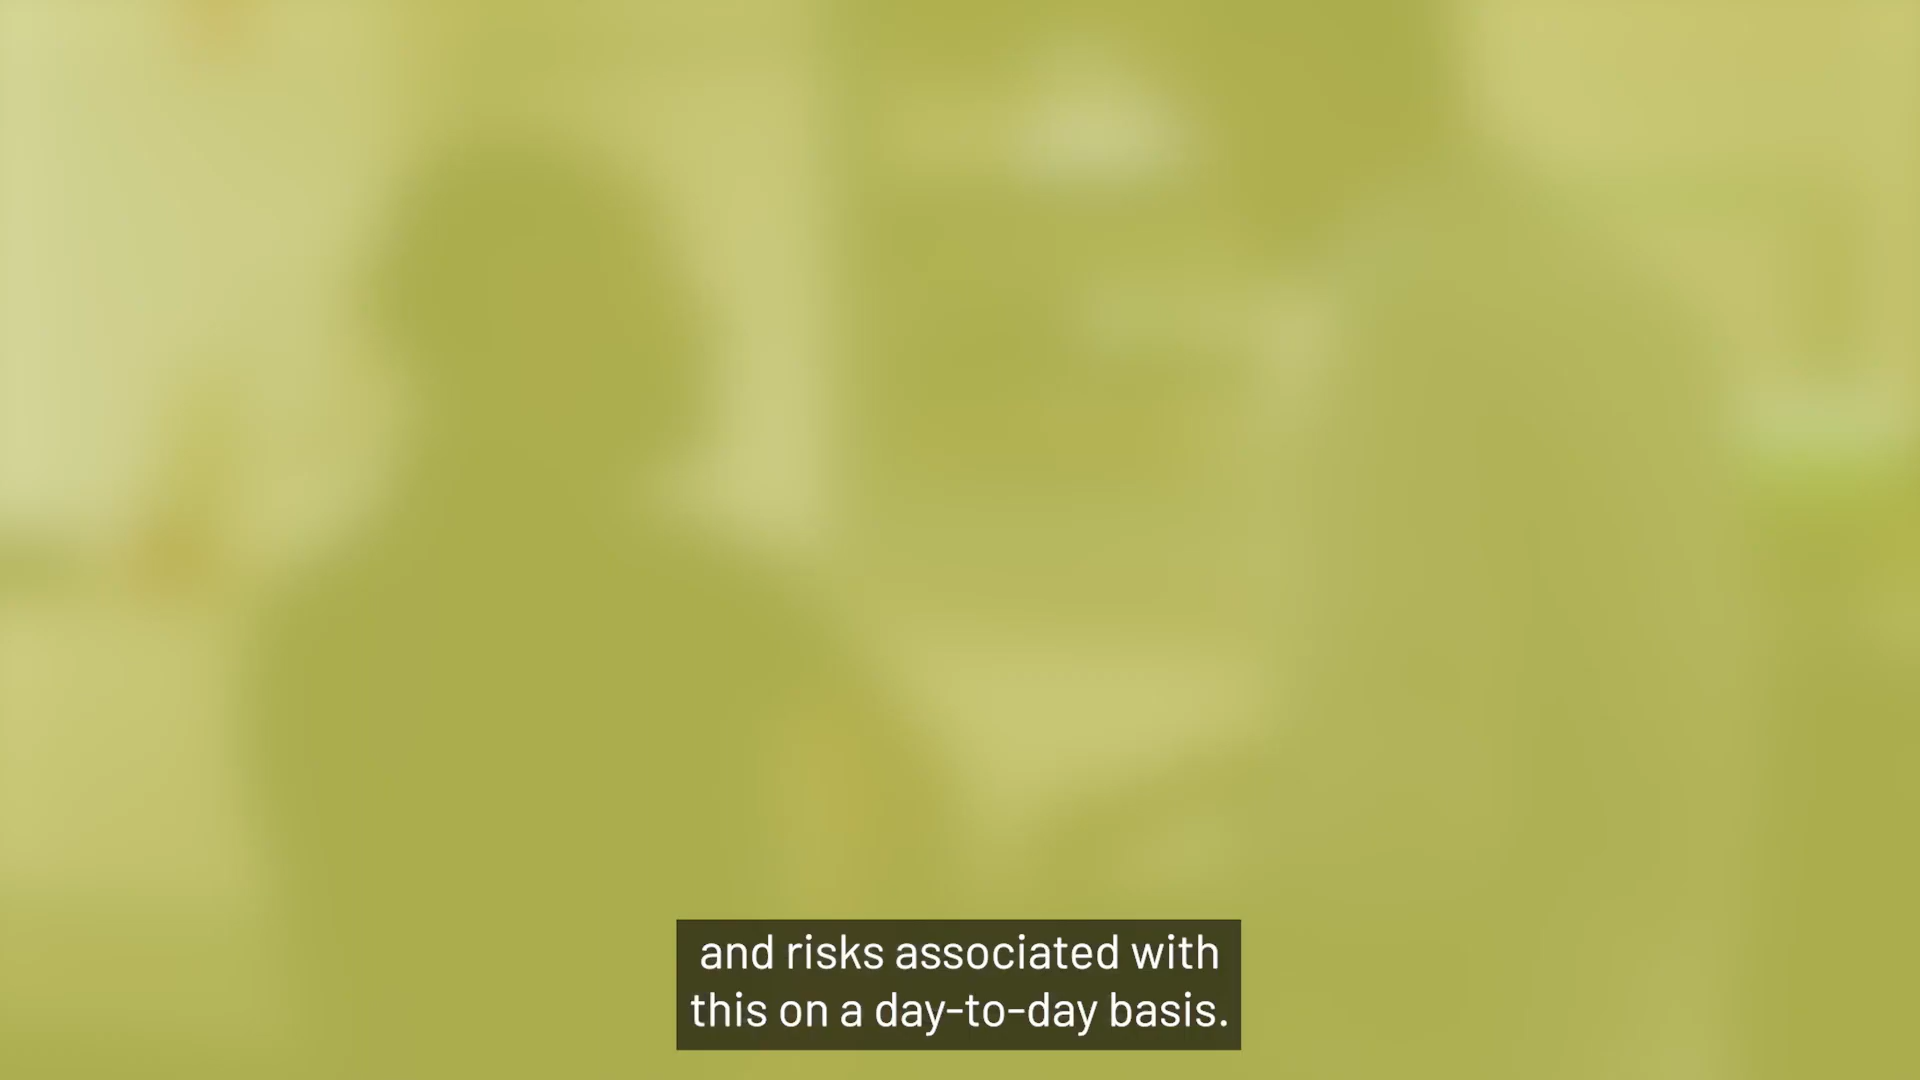 and risks associated with
this on a day-to-day basis.